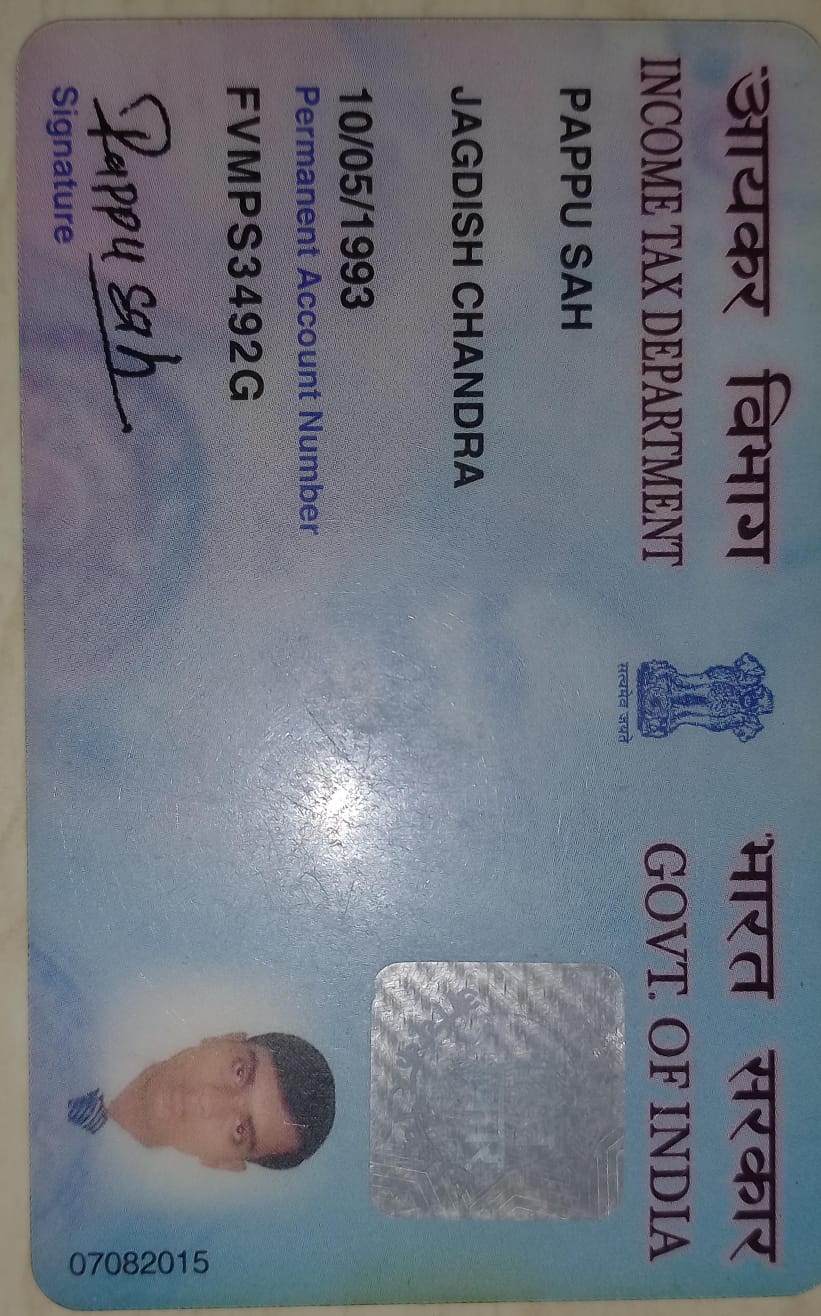 आयकर विभाग
INCOME TAX DEPARTMENT
सत्यमेव जयते
भारत सरकार
GOVT. OF INDIA
PAPPU SAH
JAGDISH CHANDRA
10/05/1993
Permanent Account Number
FVMPS3492G
Pappu Sah
Signature
07082015